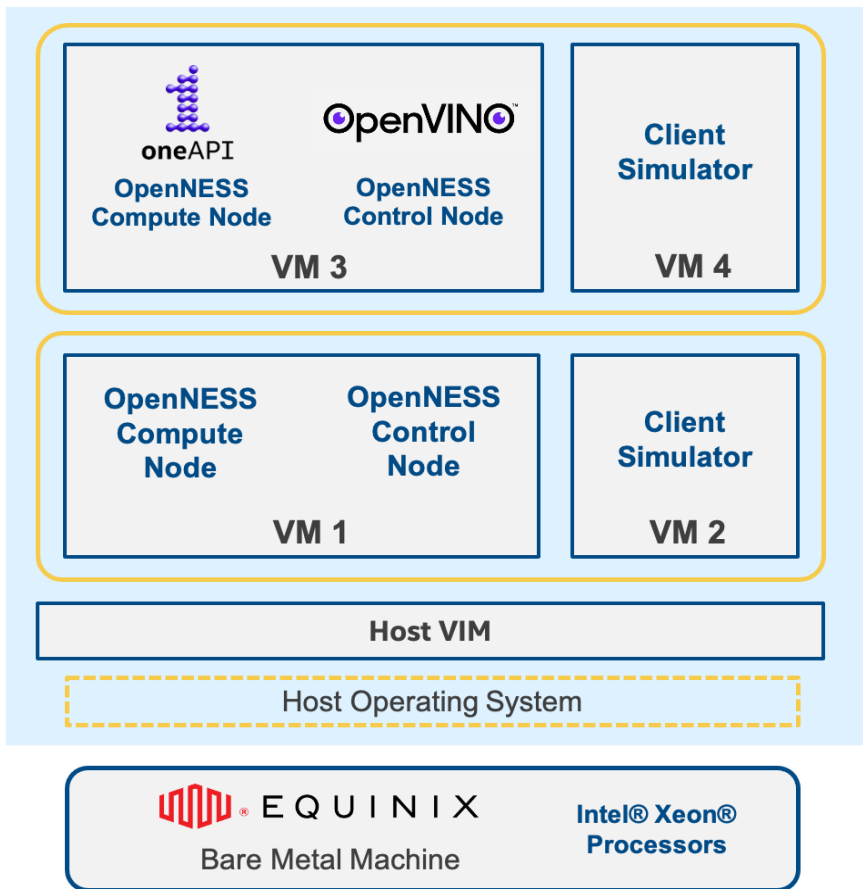 oneAPI
OpenVINO™
OpenNESS
Compute Node
OpenNESS
Control Node
VM 3
Client
Simulator
VM 4
OpenNESS
Compute
Node
OpenNESS
Control
Node
VM 1
Client
Simulator
VM 2
Host VIM
Host Operating System
® EQUINIX
Bare Metal Machine
Intel® Xeon®
Processors